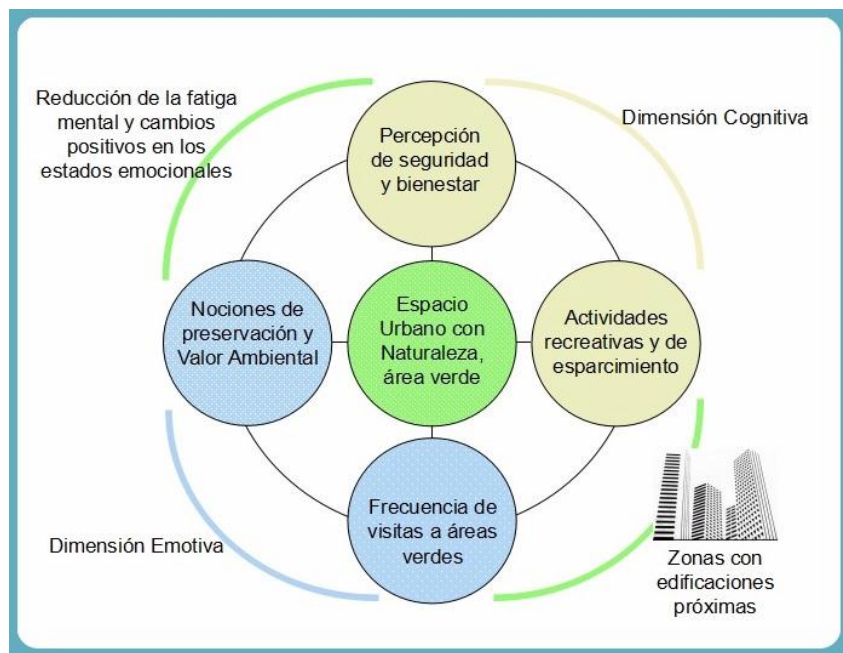 Reducción de la fatiga
mental y cambios
positivos en los
estados emocionales
Percepción
de seguridad
y bienestar
Dimensión Cognitiva
Nociones de
preservación y
Valor Ambiental
Espacio
Urbano con
Naturaleza,
área verde
Actividades
recreativas y de
esparcimiento
Dimensión Emotiva
Frecuencia de
visitas a áreas
verdes
Zonas con
edificaciones
próximas